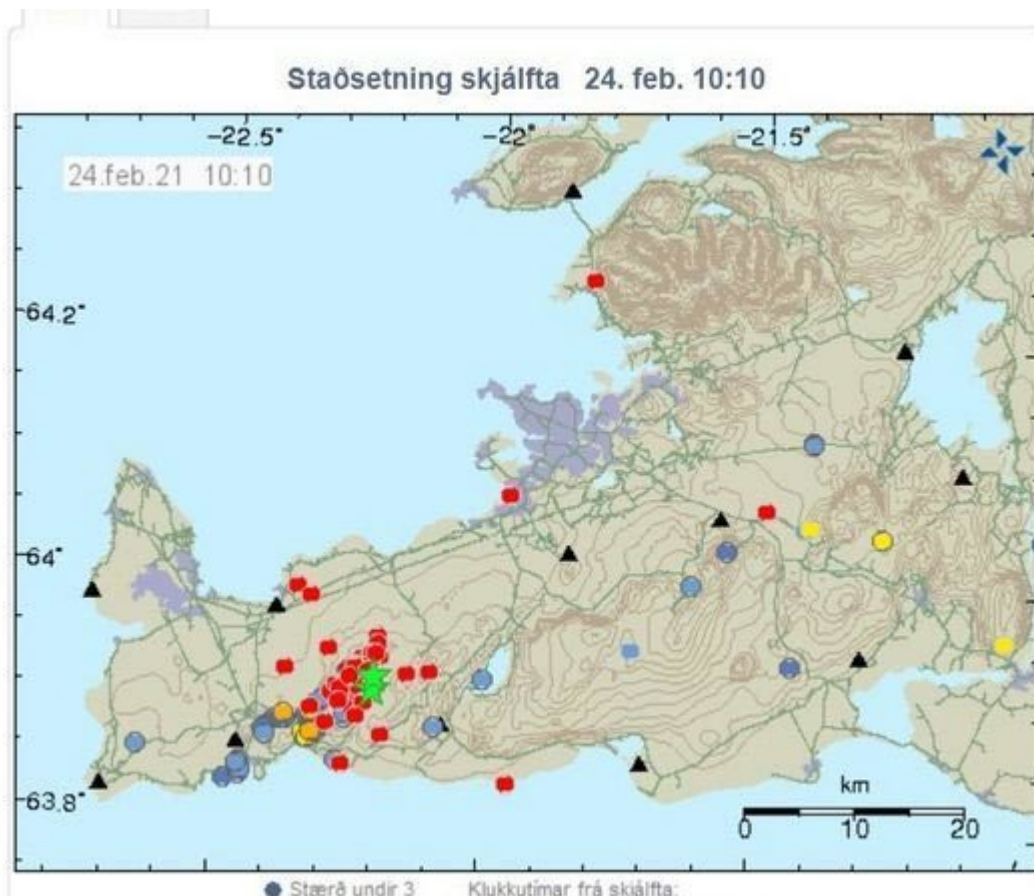 Staðsetning skjálfta 24. feb. 10:10
-22.5° -22° -21.5°
24.feb.21 10:10
64.2°
64°
63.8°
km
0 10 20
Stærð undir 3 Klukkutímar frá skjálfta: